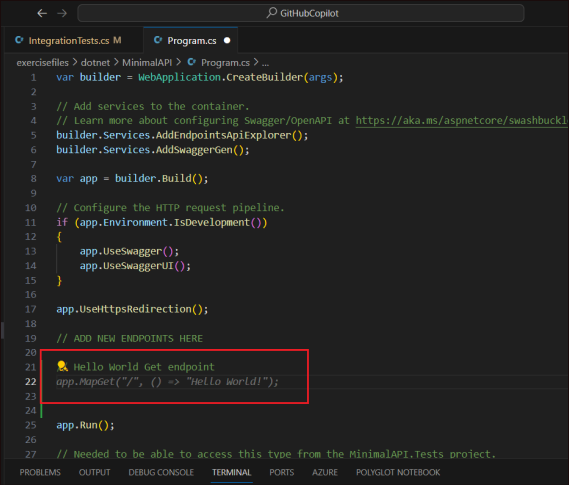 GitHubCopilot
IntegrationTests.cs M
Program.cs
exercisefiles > dotnet > MinimalAPI > Program.cs > ...
1 var builder = WebApplication.CreateBuilder(args);
2
3 // Add services to the container.
4 // Learn more about configuring Swagger/OpenAPI at https://aka.ms/aspnetcore/swashbuckl
5 builder.Services.AddEndpointsApiExplorer();
6 builder.Services.AddSwaggerGen();
7
8 var app = builder.Build();
9
10 // Configure the HTTP request pipeline.
11 if (app.Environment.IsDevelopment())
12 {
13 app.UseSwagger();
14 app.UseSwaggerUI();
15 }
16
17 app.UseHttpsRedirection();
18
19 // ADD NEW ENDPOINTS HERE
20
21 Hello World Get endpoint
22 app.MapGet("/", () => "Hello World!");
23
24
25 app.Run();
26
27 // Needed to be able to access this type from the MinimalAPI.Tests project.
PROBLEMS OUTPUT DEBUG CONSOLE TERMINAL PORTS AZURE POLYGLOT NOTEBOOK